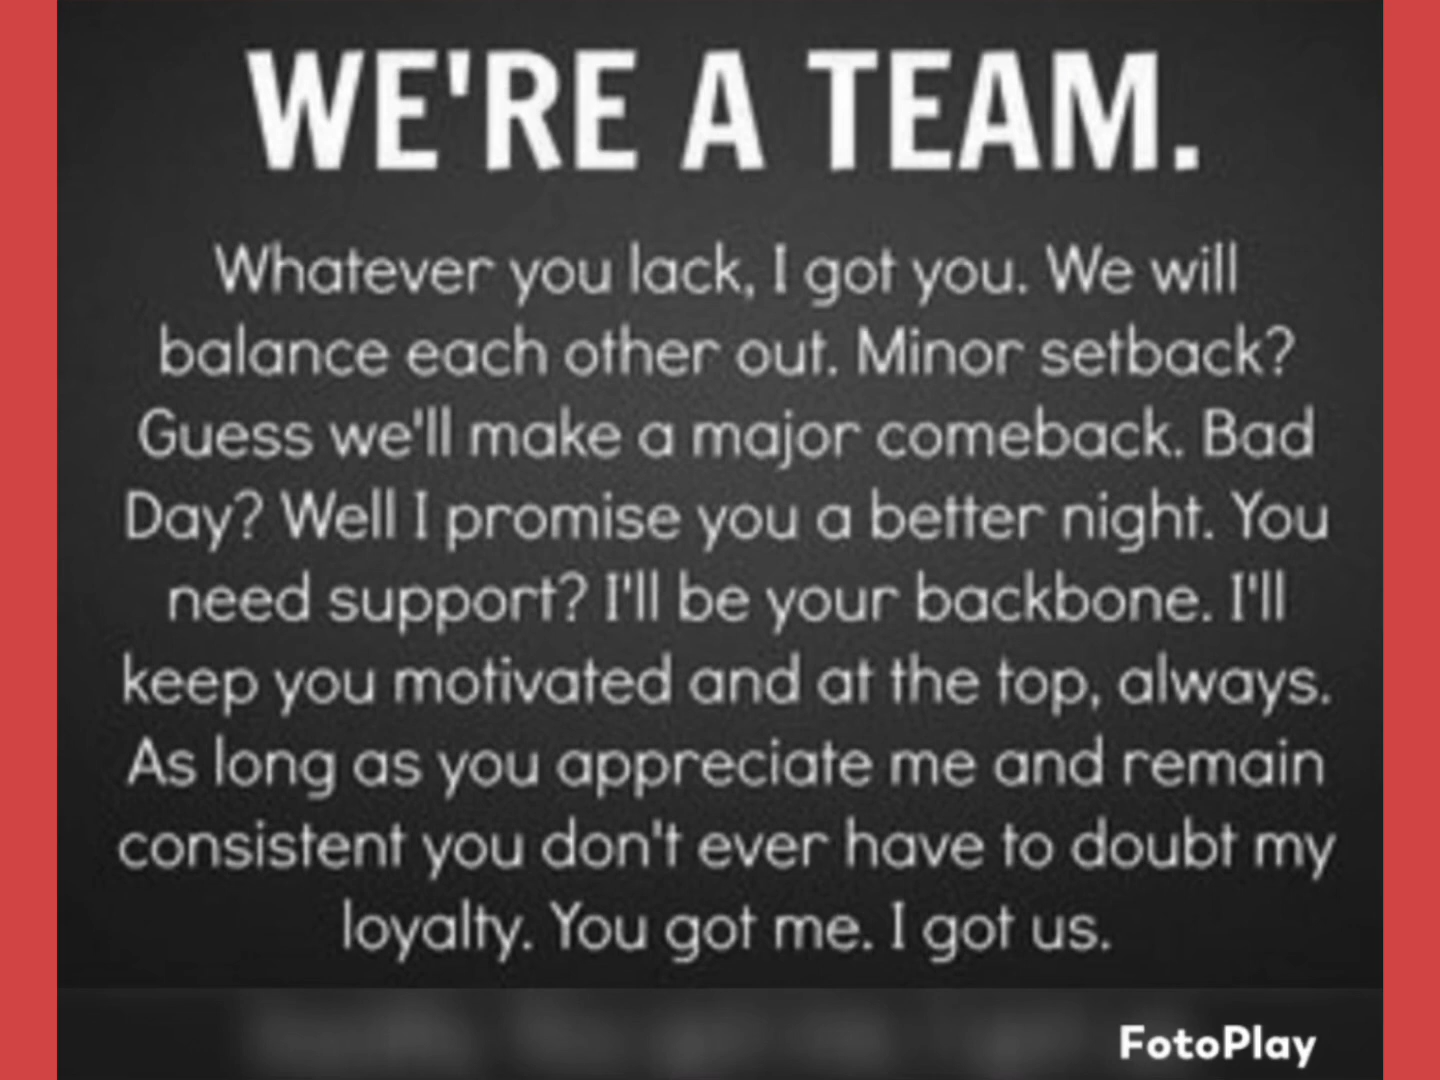 WE'RE A TEAM.
Whatever you lack, I got you. We will
balance each other out. Minor setback?
Guess we'll make a major comeback. Bad
Day? Well I promise you a better night. You
need support? I'll be your backbone. I'll
keep you motivated and at the top, always.
As long as you appreciate me and remain
consistent you don't ever have to doubt my
loyalty. You got me. I got us.
FotoPlay